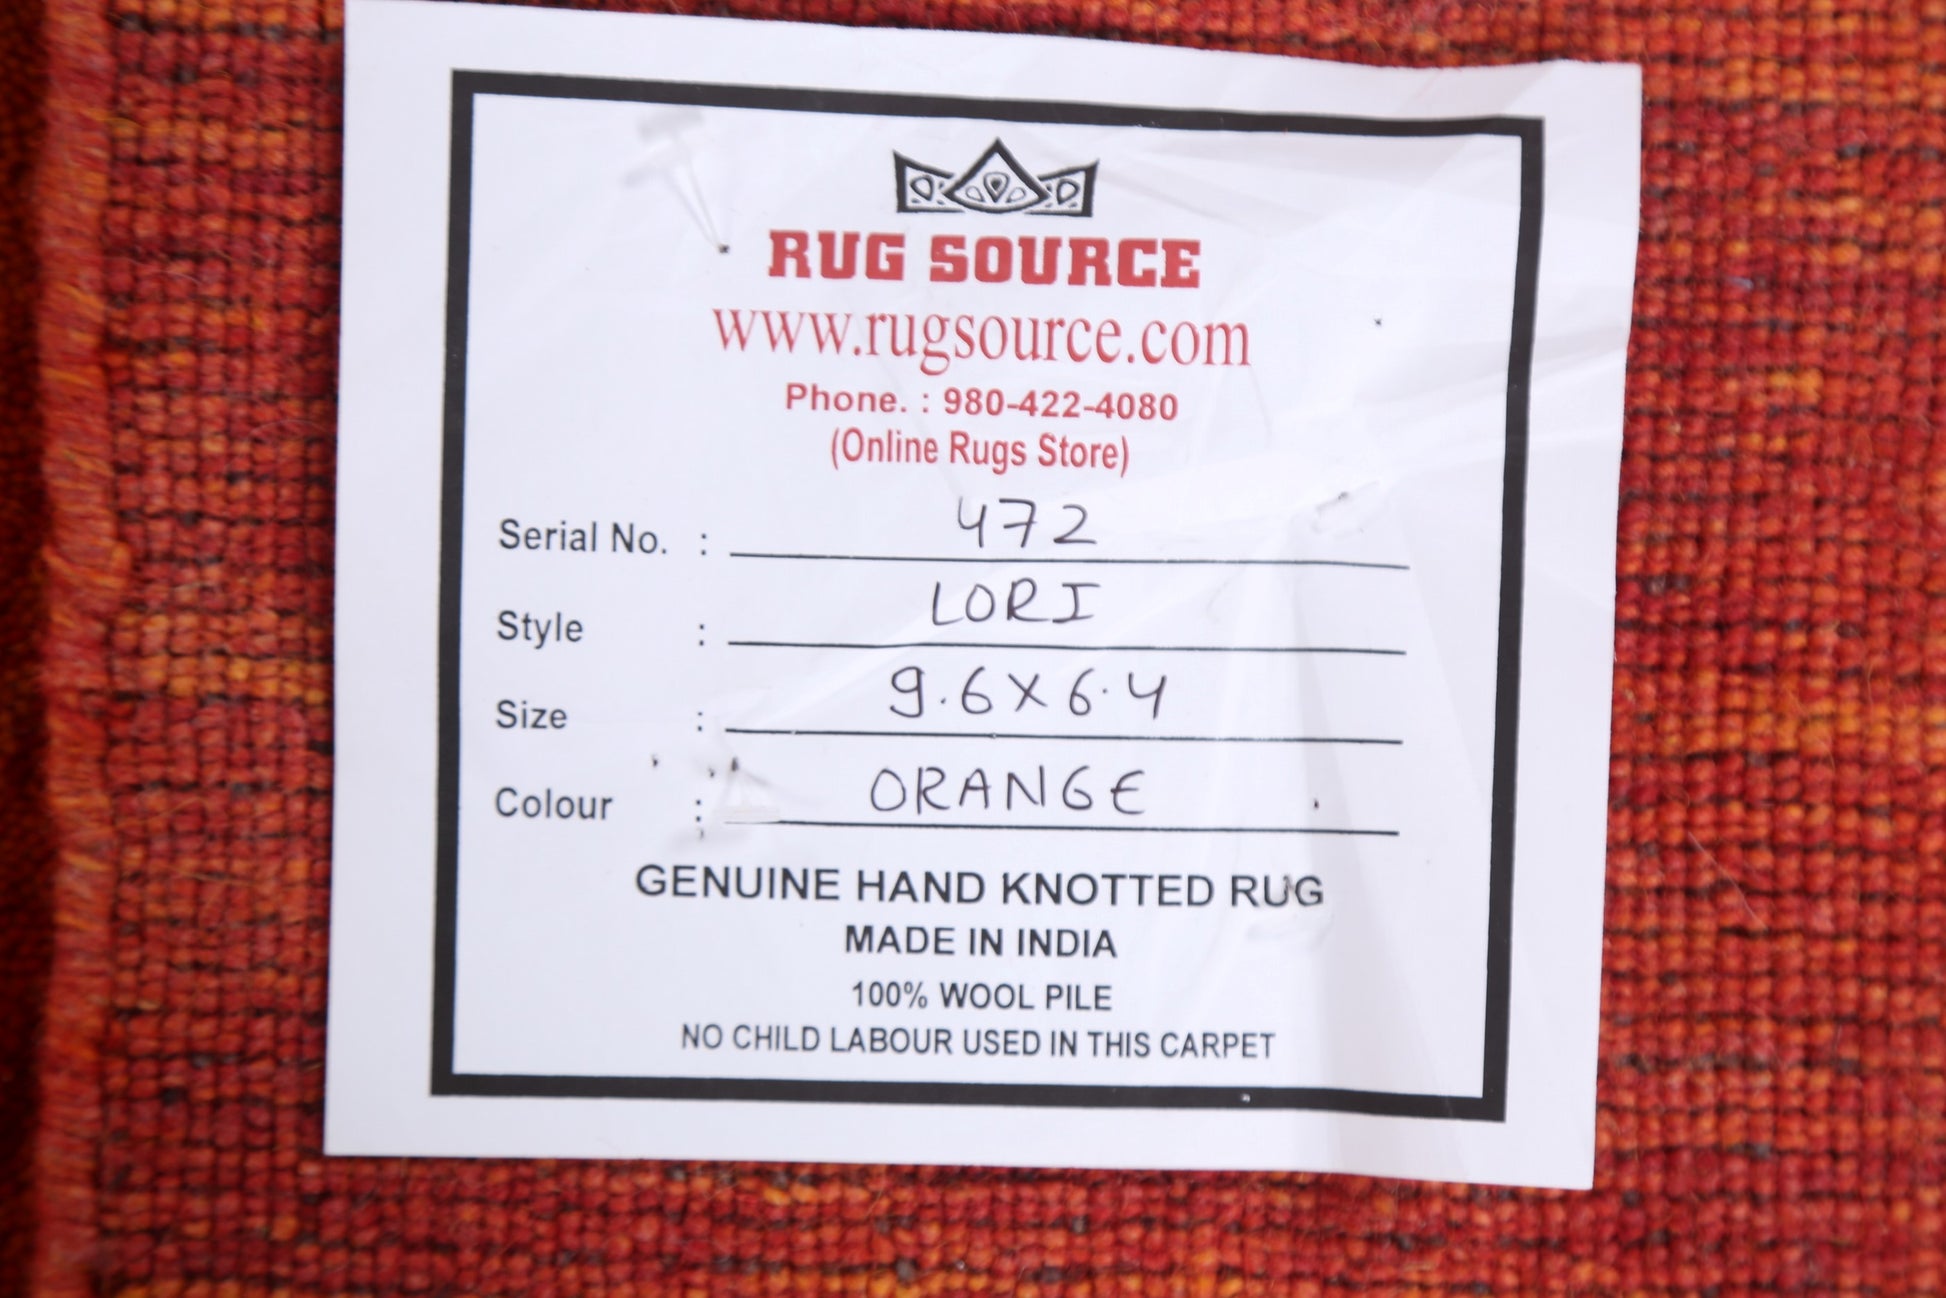 RUG SOURCE
www.rugsource.com
Phone. : 980-422-4080
(Online Rugs Store)
Serial No. : 472
Style : LORI
Size : 9.6X6.4
Colour : ORANGE
GENUINE HAND KNOTTED RUG
MADE IN INDIA
100% WOOL PILE
NO CHILD LABOUR USED IN THIS CARPET